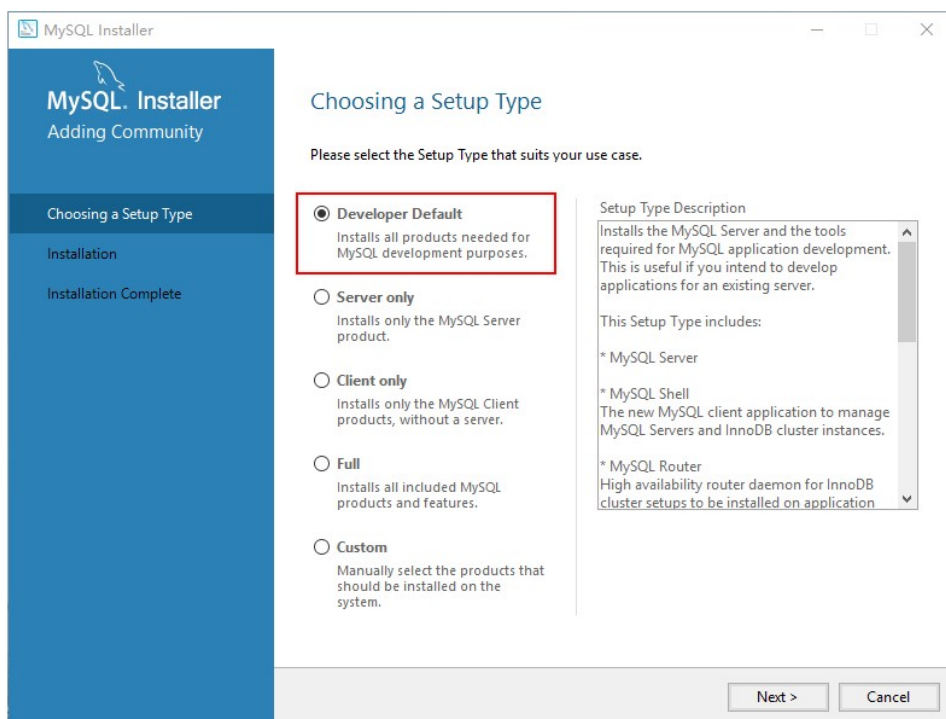 MySQL Installer
MySQL. Installer
Adding Community
Choosing a Setup Type
Installation
Installation Complete
Choosing a Setup Type
Please select the Setup Type that suits your use case.
Developer Default
Installs all products needed for
MySQL development purposes.
Server only
Installs only the MySQL Server
product.
Client only
Installs only the MySQL Client
products, without a server.
Full
Installs all included MySQL
products and features.
Custom
Manually select the products that
should be installed on the
system.
Setup Type Description
Installs the MySQL Server and the tools
required for MySQL application development.
This is useful if you intend to develop
applications for an existing server.
This Setup Type includes:
* MySQL Server
* MySQL Shell
The new MySQL client application to manage
MySQL Servers and InnoDB cluster instances.
* MySQL Router
High availability router daemon for InnoDB
cluster setups to be installed on application
Next >
Cancel